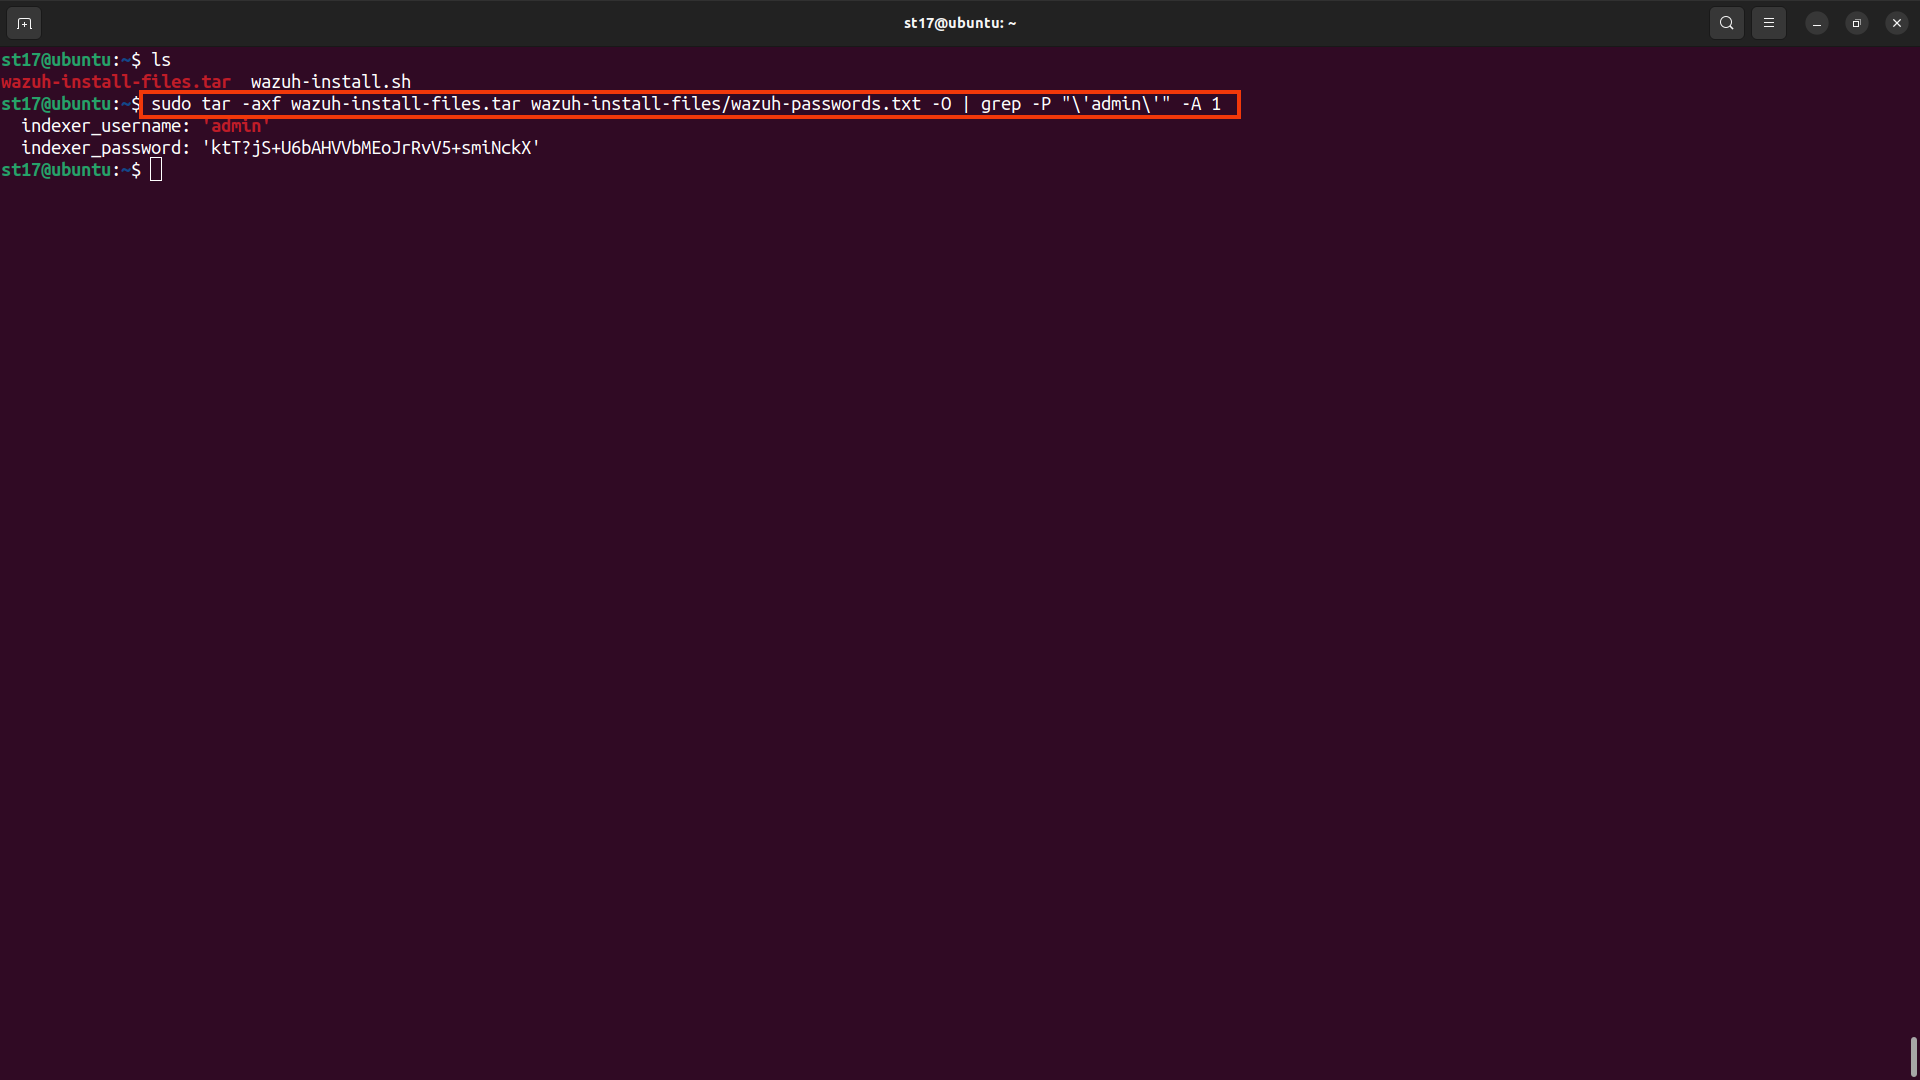 st17@ubuntu: ~
st17@ubuntu:~$ ls
wazuh-install-files.tar  wazuh-install.sh
st17@ubuntu:~$ sudo tar -axf wazuh-install-files.tar wazuh-install-files/wazuh-passwords.txt -O | grep -P "\'admin\'" -A 1
  indexer_username: 'admin'
  indexer_password: 'ktT?jS+U6bAHVVbMEoJrRvV5+smiNckX'
st17@ubuntu:~$